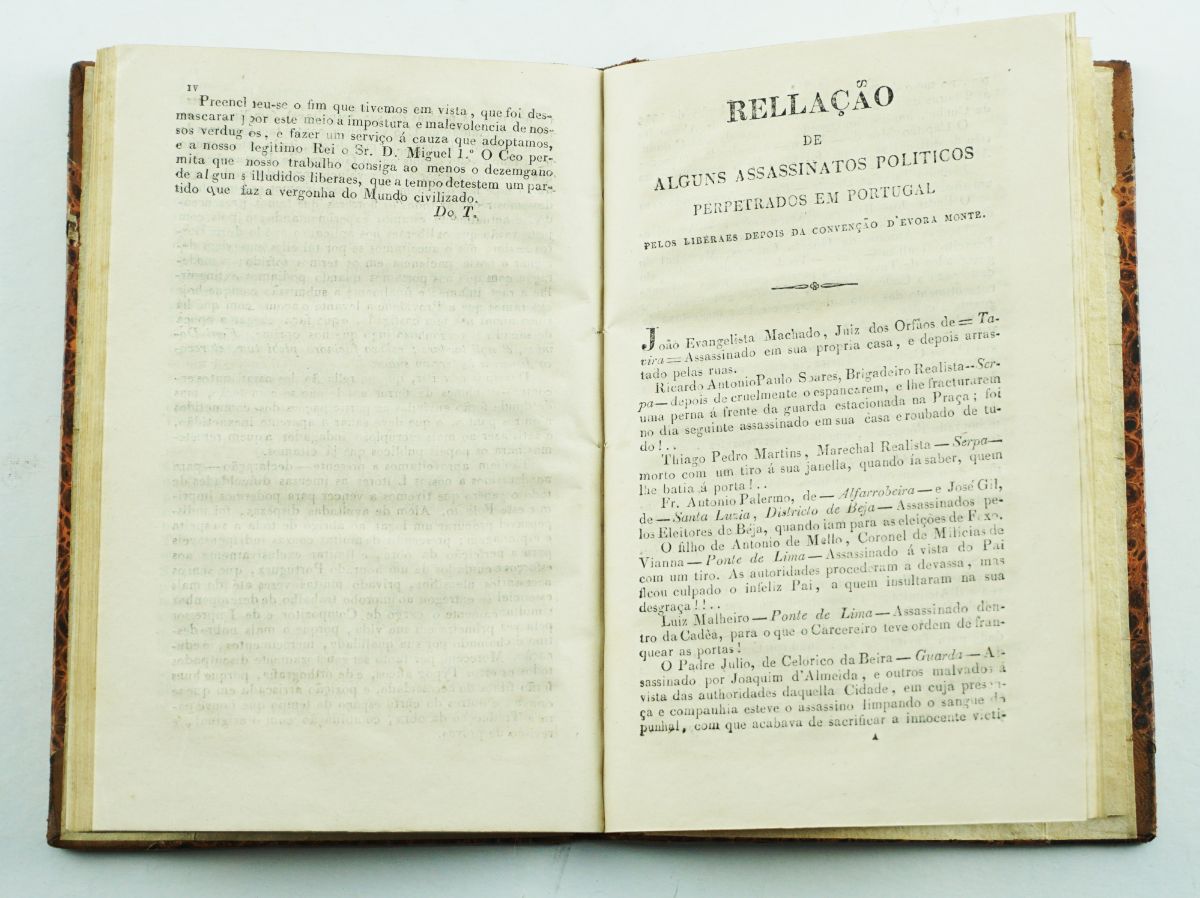 IV
Preencheu-se o fim que tivemos em vista, que foi des-
mascarar por este meio a impostura e malevolencia de nos-
sos verdugos, e fazer um serviço á cauza que adoptamos,
e a nosso legitimo Rei o Sr. D. Miguel 1.º O Ceo per-
mita que nosso trabalho consiga ao menos o dezemgano
de alguns illudidos liberaes, que a tempo detestem um par-
tido que faz a vergonha do Mundo civilizado.
Do T.
RELLAÇÃO
DE
ALGUNS ASSASSINATOS POLITICOS
PERPETRADOS EM PORTUGAL
PELOS LIBERAES DEPOIS DA CONVENÇÃO D'EVORA MONTE.
João Evangelista Machado, Juiz dos Orfãos de = Ta-
vira = Assassinado em sua propria casa, e depois arras-
tado pelas ruas.
Ricardo Antonio Paulo Soares, Brigadeiro Realista — Ser-
pa — depois de cruelmente o espancarem, e lhe fracturarem
uma perna á frente da guarda estacionada na Praça; foi
no dia seguinte assassinado em sua casa e roubado de tu-
do!..
Thiago Pedro Martins, Marechal Realista — Serpa —
morto com um tiro á sua janella, quando ía saber, quem
lhe batia á porta!..
Fr. Antonio Palermo, de — Alfarrobeira — e José Gil,
de — Santa Luzia, Districto de Beja — Assassinados pe-
los Eleitores de Béja, quando iam para as eleições de Fexo.
O filho de Antonio de Mello, Coronel de Milicias de
Vianna — Ponte de Lima — Assassinado á vista do Pai
com um tiro. As autoridades procederam a devassa, mas
ficou culpado o infeliz Pai, a quem insultaram na sua
desgraça!!..
Luiz Malheiro — Ponte de Lima — Assassinado den-
tro da Cadêa, para o que o Carcereiro teve ordem de fran-
quear as portas!
O Padre Julio, de Celorico da Beira — Guarda — As-
sassinado por Joaquim d'Almeida, e outros malvados á
vista das authoridades daquella Cidade, em cuja presen-
ça e companhia esteve o assassino limpando o sangue do
punhal, com que acabava de sacrificar a innocente victi-
A